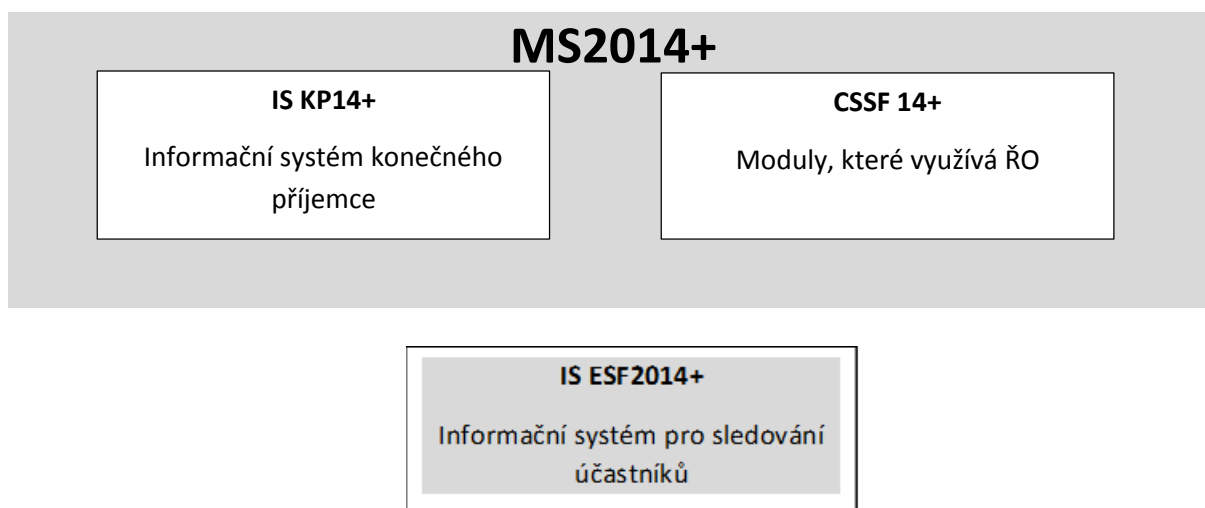 MS2014+
IS KP14+
Informační systém konečného
příjemce
CSSF 14+
Moduly, které využívá ŘO
IS ESF2014+
Informační systém pro sledování
účastníků